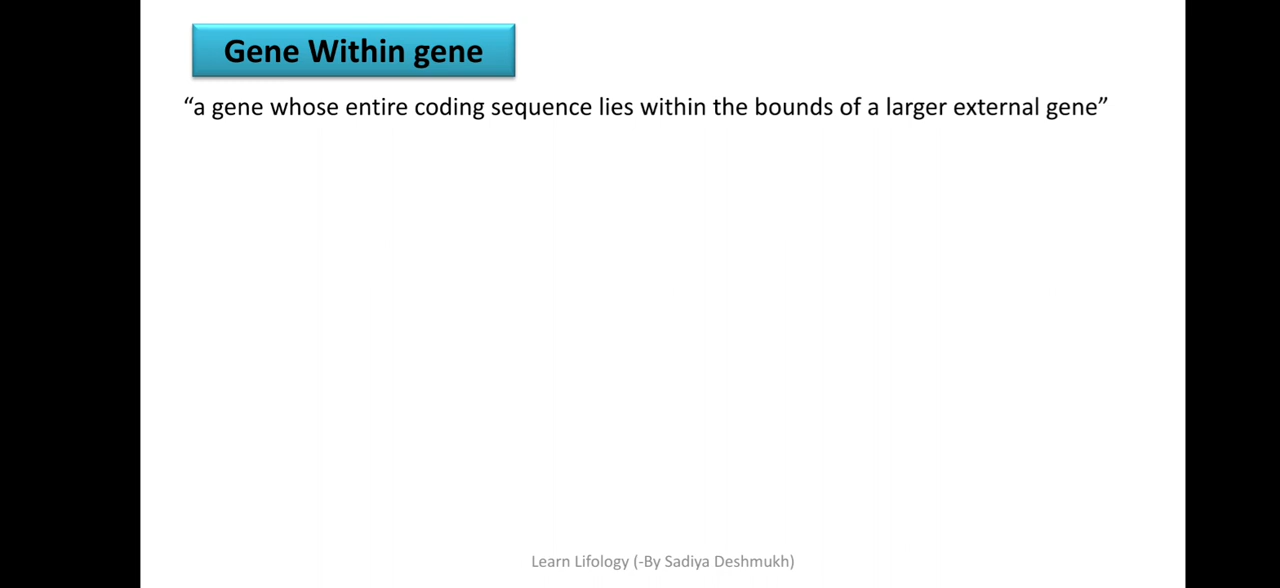 Gene Within gene
“a gene whose entire coding sequence lies within the bounds of a larger external gene”
Learn Lifology (-By Sadiya Deshmukh)